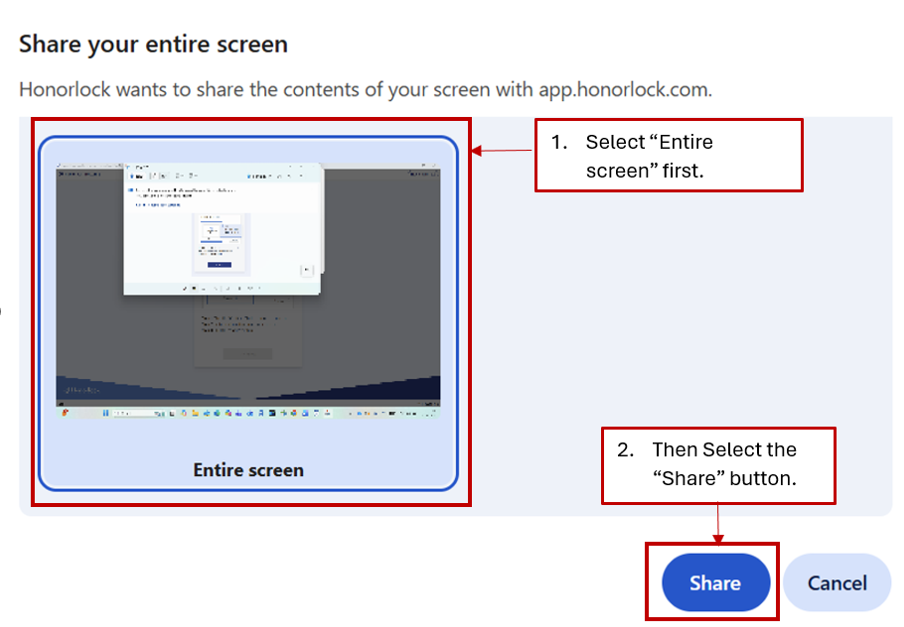 Share your entire screen
Honorlock wants to share the contents of your screen with app.honorlock.com.
1. Select “Entire
screen” first.
Entire screen
2. Then Select the
“Share” button.
Share
Cancel